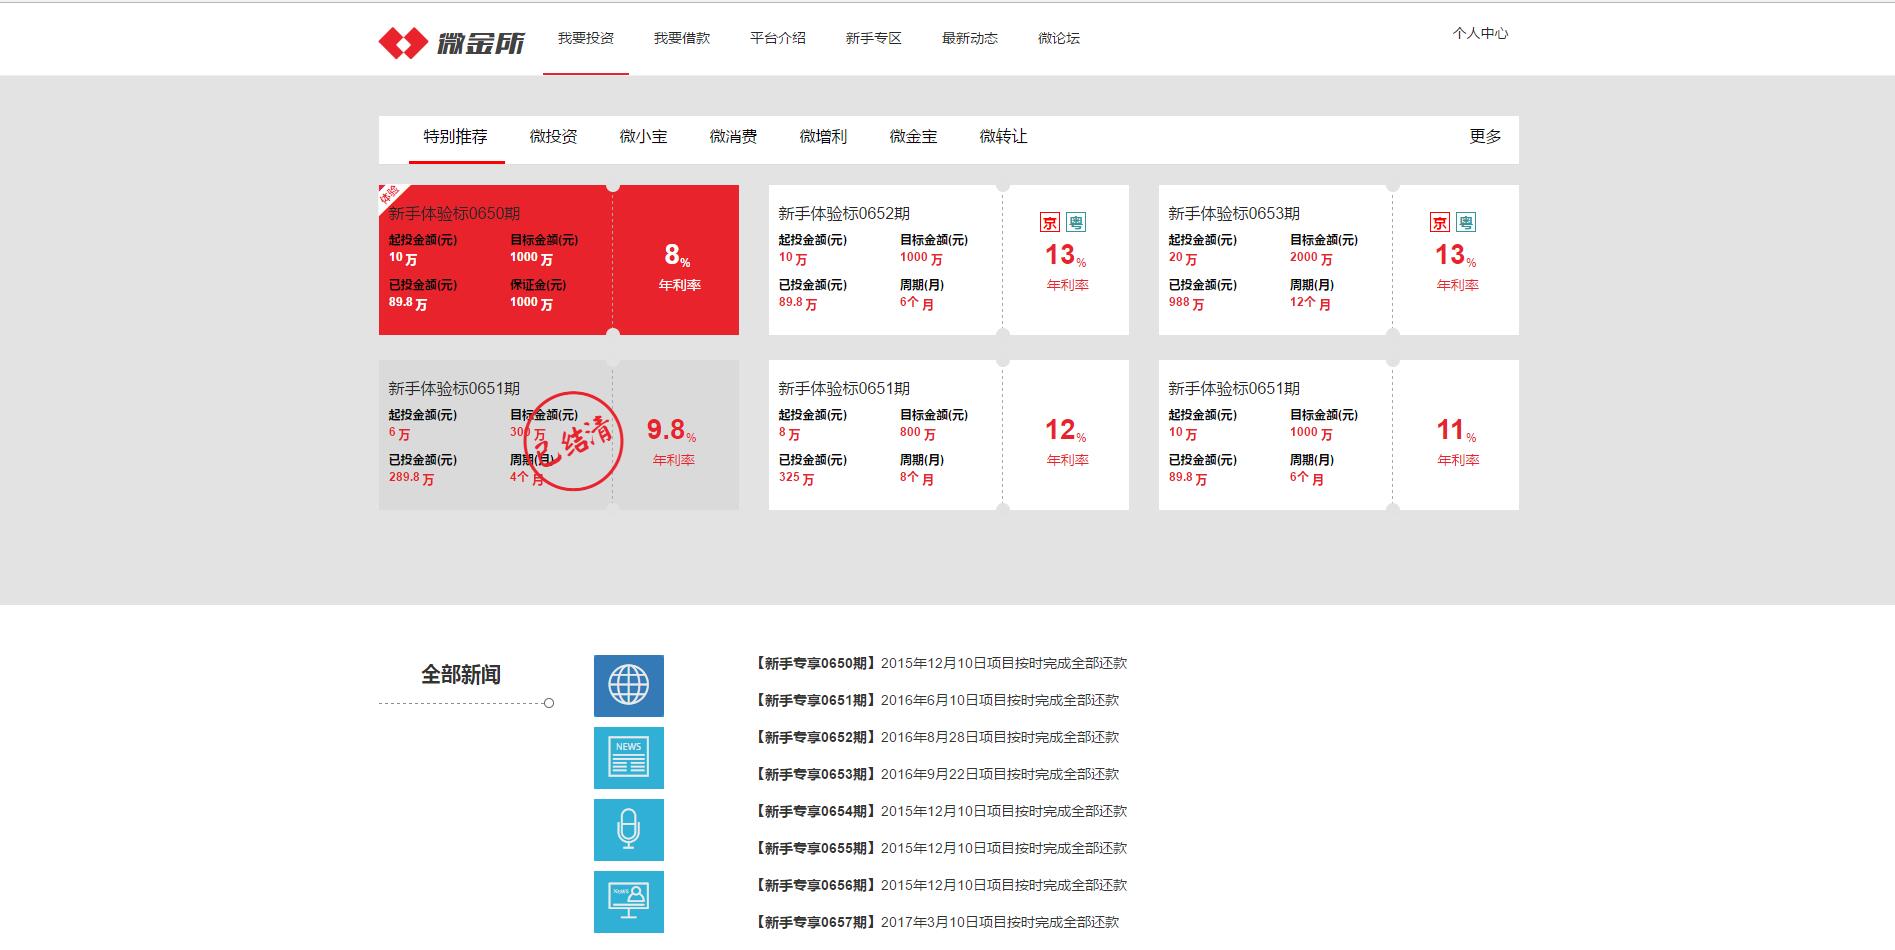 微金所
我要投资 我要借款 平台介绍 新手专区 最新动态 微论坛 个人中心
特别推荐 微投资 微小宝 微消费 微增利 微金宝 微转让 更多
体验
新手体验标0650期
起投金额(元) 目标金额(元)
10 万 1000 万
已投金额(元) 保证金(元)
89.8 万 1000 万
8%
年利率
新手体验标0652期
起投金额(元) 目标金额(元)
10 万 1000 万
已投金额(元) 周期(月)
89.8 万 6个 月
京 粤
13%
年利率
新手体验标0653期
起投金额(元) 目标金额(元)
20 万 2000 万
已投金额(元) 周期(月)
988 万 12个 月
京 粤
13%
年利率
新手体验标0651期
起投金额(元) 目标金额(元)
6 万 300 万
已投金额(元) 周期(月)
289.8 万 4个 月
已结清
9.8%
年利率
新手体验标0651期
起投金额(元) 目标金额(元)
8 万 800 万
已投金额(元) 周期(月)
325 万 8个 月
12%
年利率
新手体验标0651期
起投金额(元) 目标金额(元)
10 万 1000 万
已投金额(元) 周期(月)
89.8 万 6个 月
11%
年利率
全部新闻
NEWS
NEWS
【新手专享0650期】2015年12月10日项目按时完成全部还款
【新手专享0651期】2016年6月10日项目按时完成全部还款
【新手专享0652期】2016年8月28日项目按时完成全部还款
【新手专享0653期】2016年9月22日项目按时完成全部还款
【新手专享0654期】2015年12月10日项目按时完成全部还款
【新手专享0655期】2015年12月10日项目按时完成全部还款
【新手专享0656期】2015年12月10日项目按时完成全部还款
【新手专享0657期】2017年3月10日项目按时完成全部还款